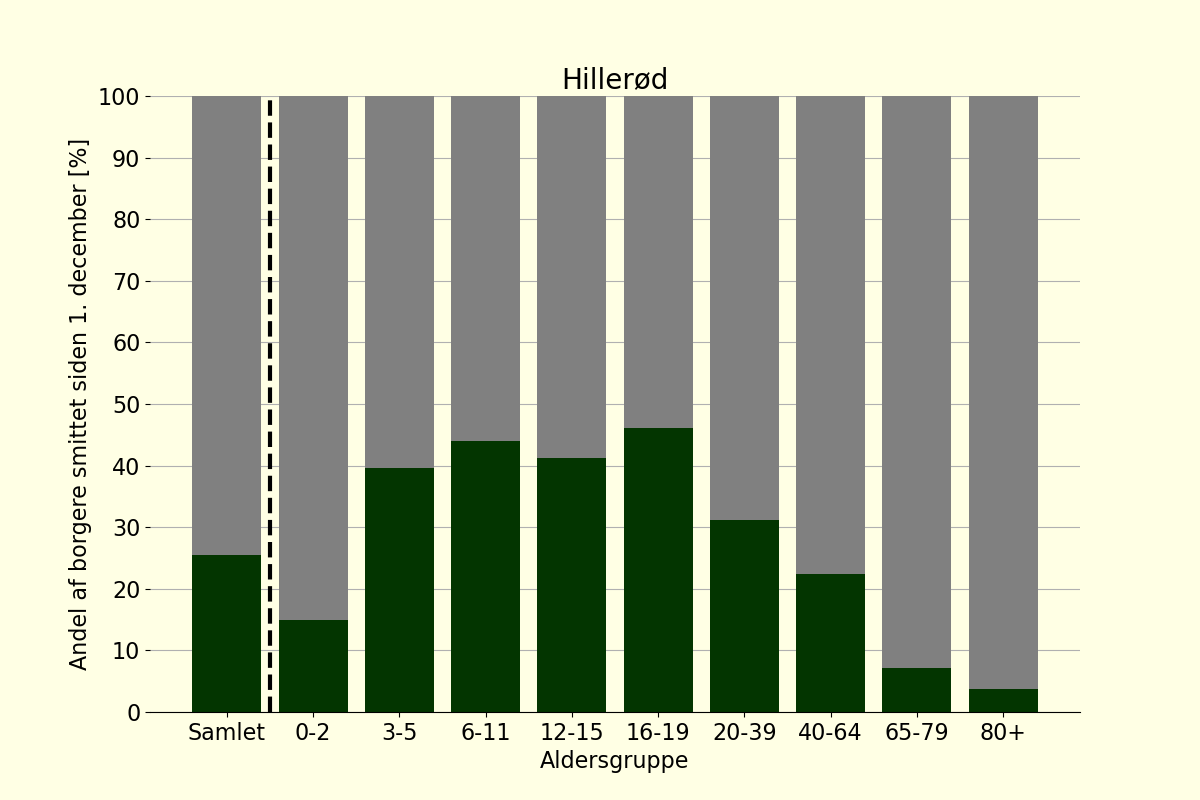 Hillerød
Andel af borgere smittet siden 1. december [%]
100
90
80
70
60
50
40
30
20
10
0
Samlet 0-2 3-5 6-11 12-15 16-19 20-39 40-64 65-79 80+
Aldersgruppe